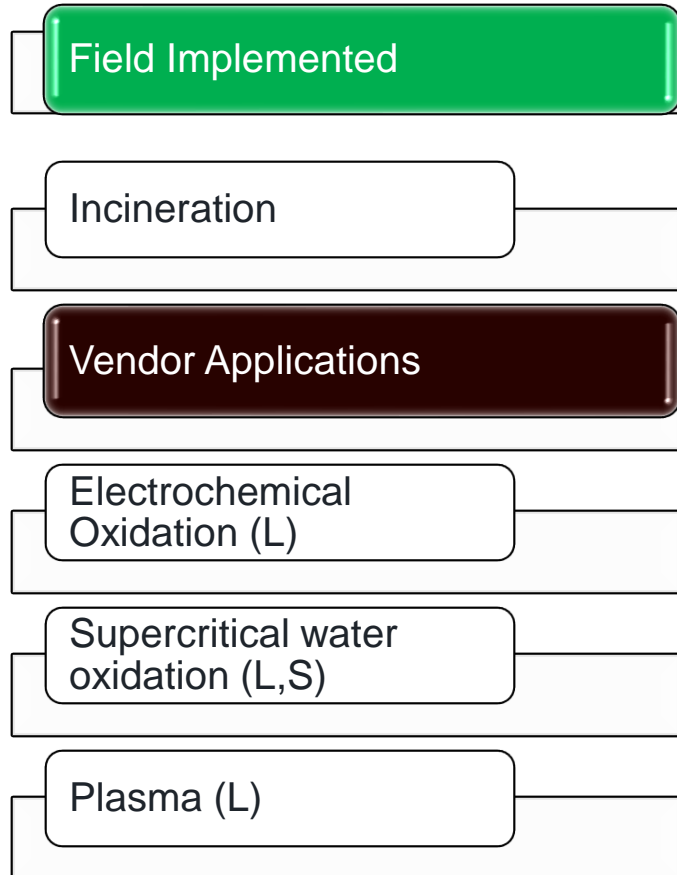 Field Implemented
Incineration
Vendor Applications
Electrochemical
Oxidation (L)
Supercritical water
oxidation (L,S)
Plasma (L)